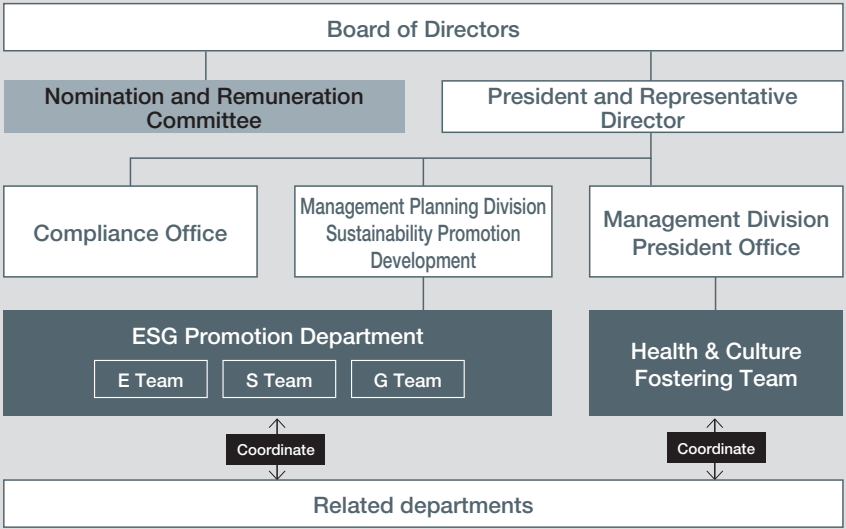 Board of Directors
Nomination and Remuneration
Committee
President and Representative
Director
Compliance Office
Management Planning Division
Sustainability Promotion
Development
Management Division
President Office
ESG Promotion Department
E Team
S Team
G Team
Health & Culture
Fostering Team
Coordinate
Coordinate
Related departments